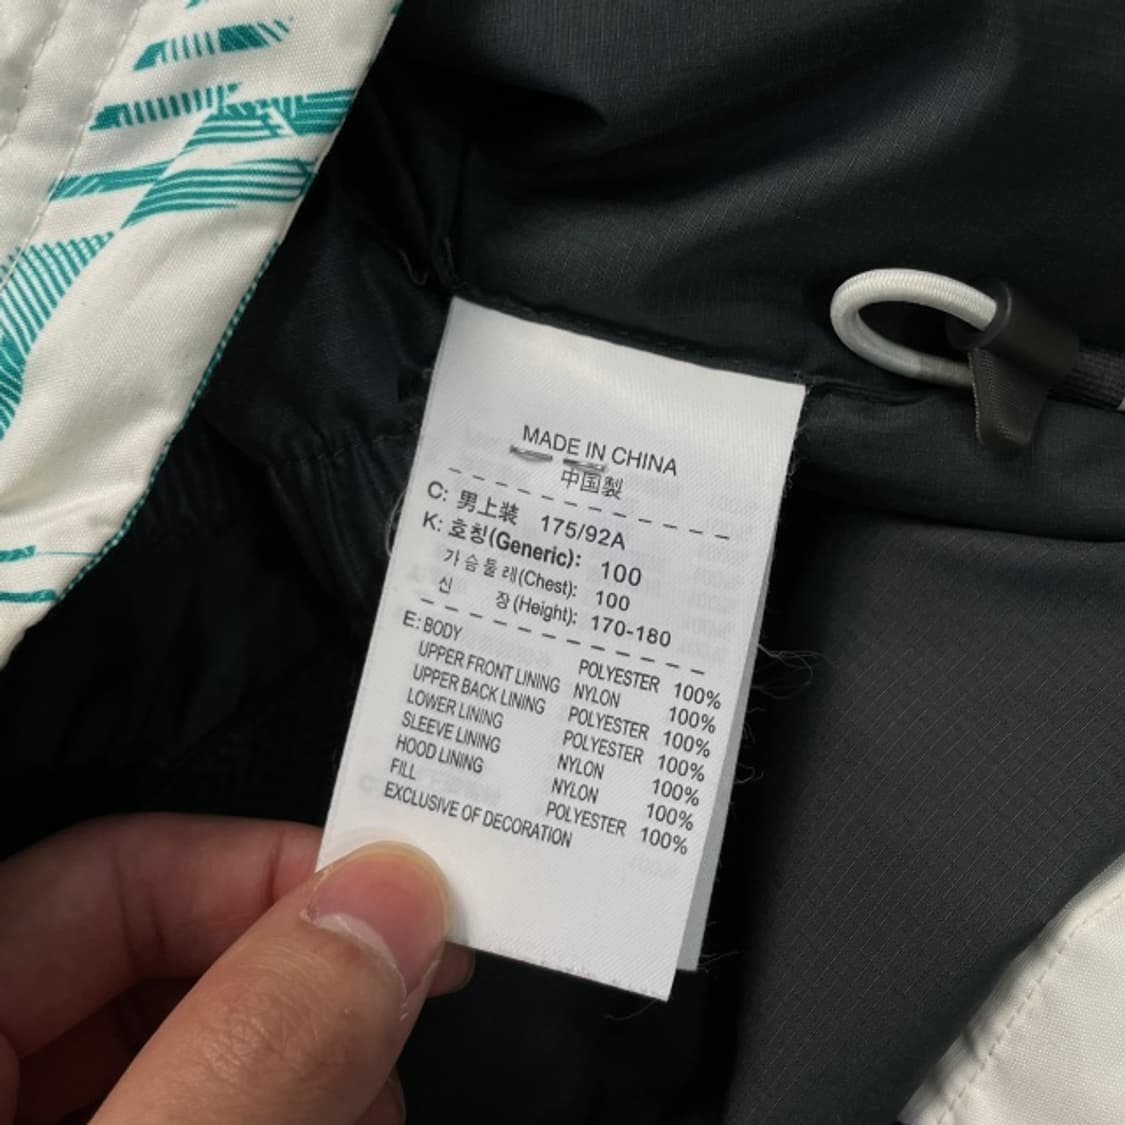 MADE IN CHINA
中国製
C: 男上裝 175/92A
K: 호칭(Generic): 100
가슴둘레(Chest): 100
신 장(Height): 170-180
E: BODY POLYESTER 100%
UPPER FRONT LINING NYLON 100%
UPPER BACK LINING POLYESTER 100%
LOWER LINING POLYESTER 100%
SLEEVE LINING NYLON 100%
HOOD LINING NYLON 100%
FILL POLYESTER 100%
EXCLUSIVE OF DECORATION